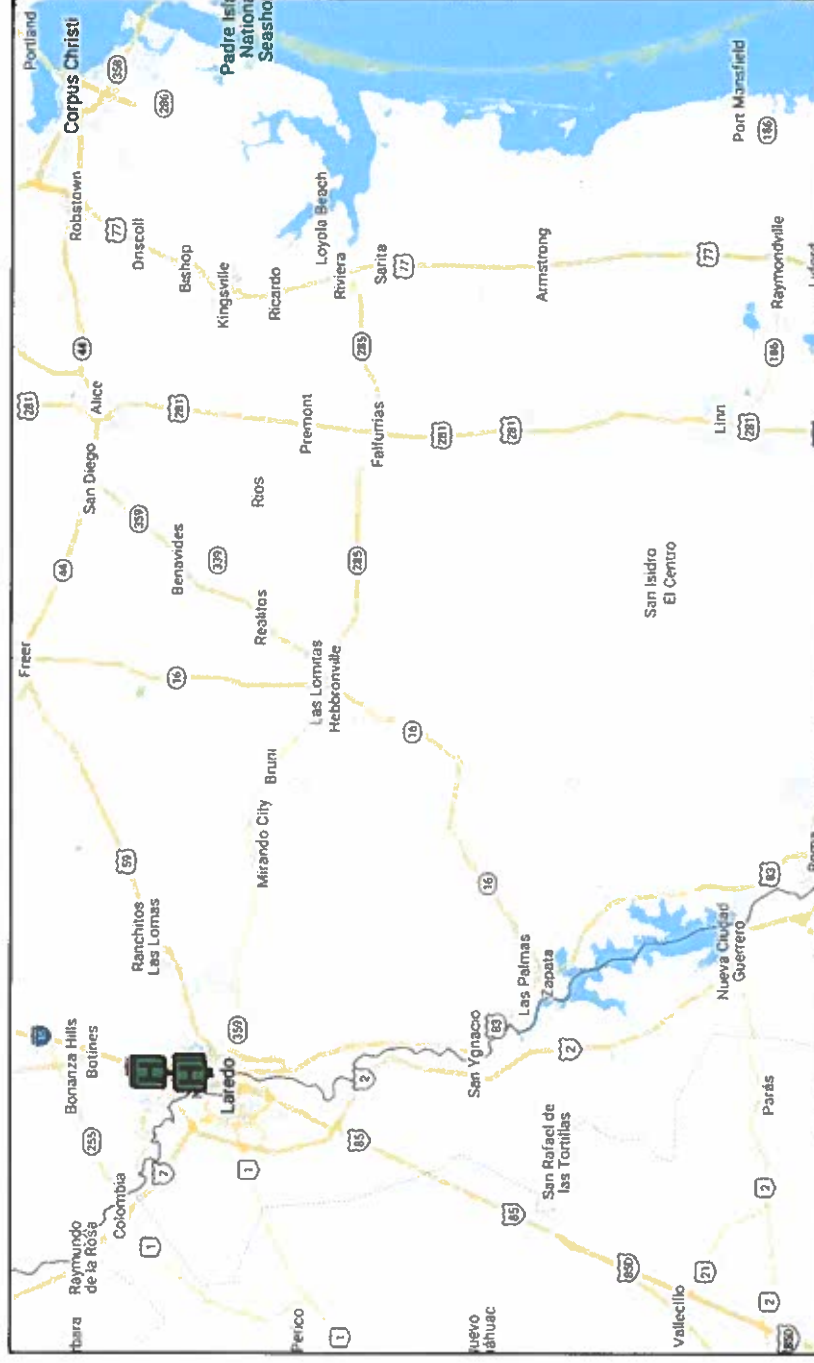 Portland
Freer
281
Corpus Christi
Robstown
44
Alice
San Diego
44
Bonanza Hills
Botines
255
Raymundo
de la Rosa
358
77
Driscoll
359
59
Colombia
1
286
Bishop
281
Benavides
16
Ranchitos
Las Lomas
H
H
2
Padre Isl
Nationa
Seasho
Kingsville
339
Laredo
359
1
Ricardo
Rios
Realitos
Bruni
Mirando City
Perico
Loyola Beach
Riviera
Premont
Las Lomitas
Hebbronville
1
Sarita
77
285
Falfurrias
285
16
2
85
281
16
San Ygnacio
83
281
Las Palmas
Zapata
85
Armstrong
San Rafael de
las Tortillas
2
San Isidro
El Centro
850
77
Linn
Nueva Ciudad
Guerrero
21
Vallecillo
Port Mansfield
186
Raymondville
186
281
83
Parás
2
2
850